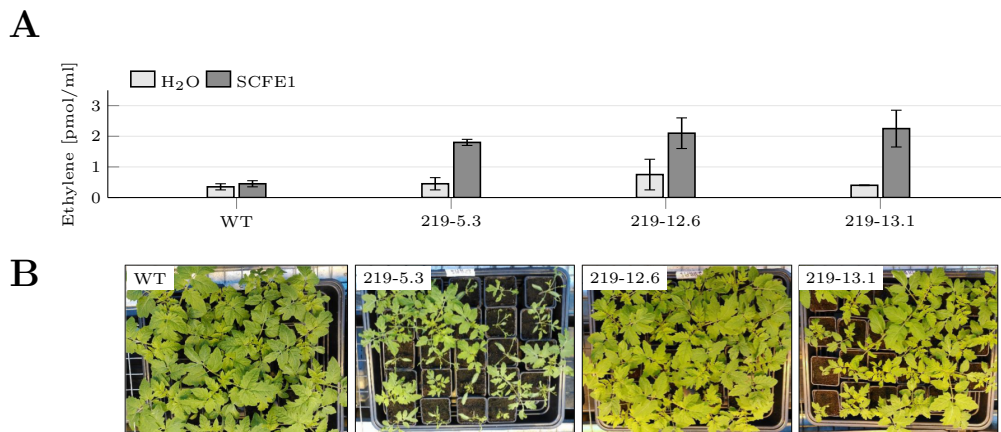 A
H₂O SCFE1
Ethylene [pmol/ml]
3
2
1
0
WT 219-5.3 219-12.6 219-13.1
B
WT 219-5.3 219-12.6 219-13.1